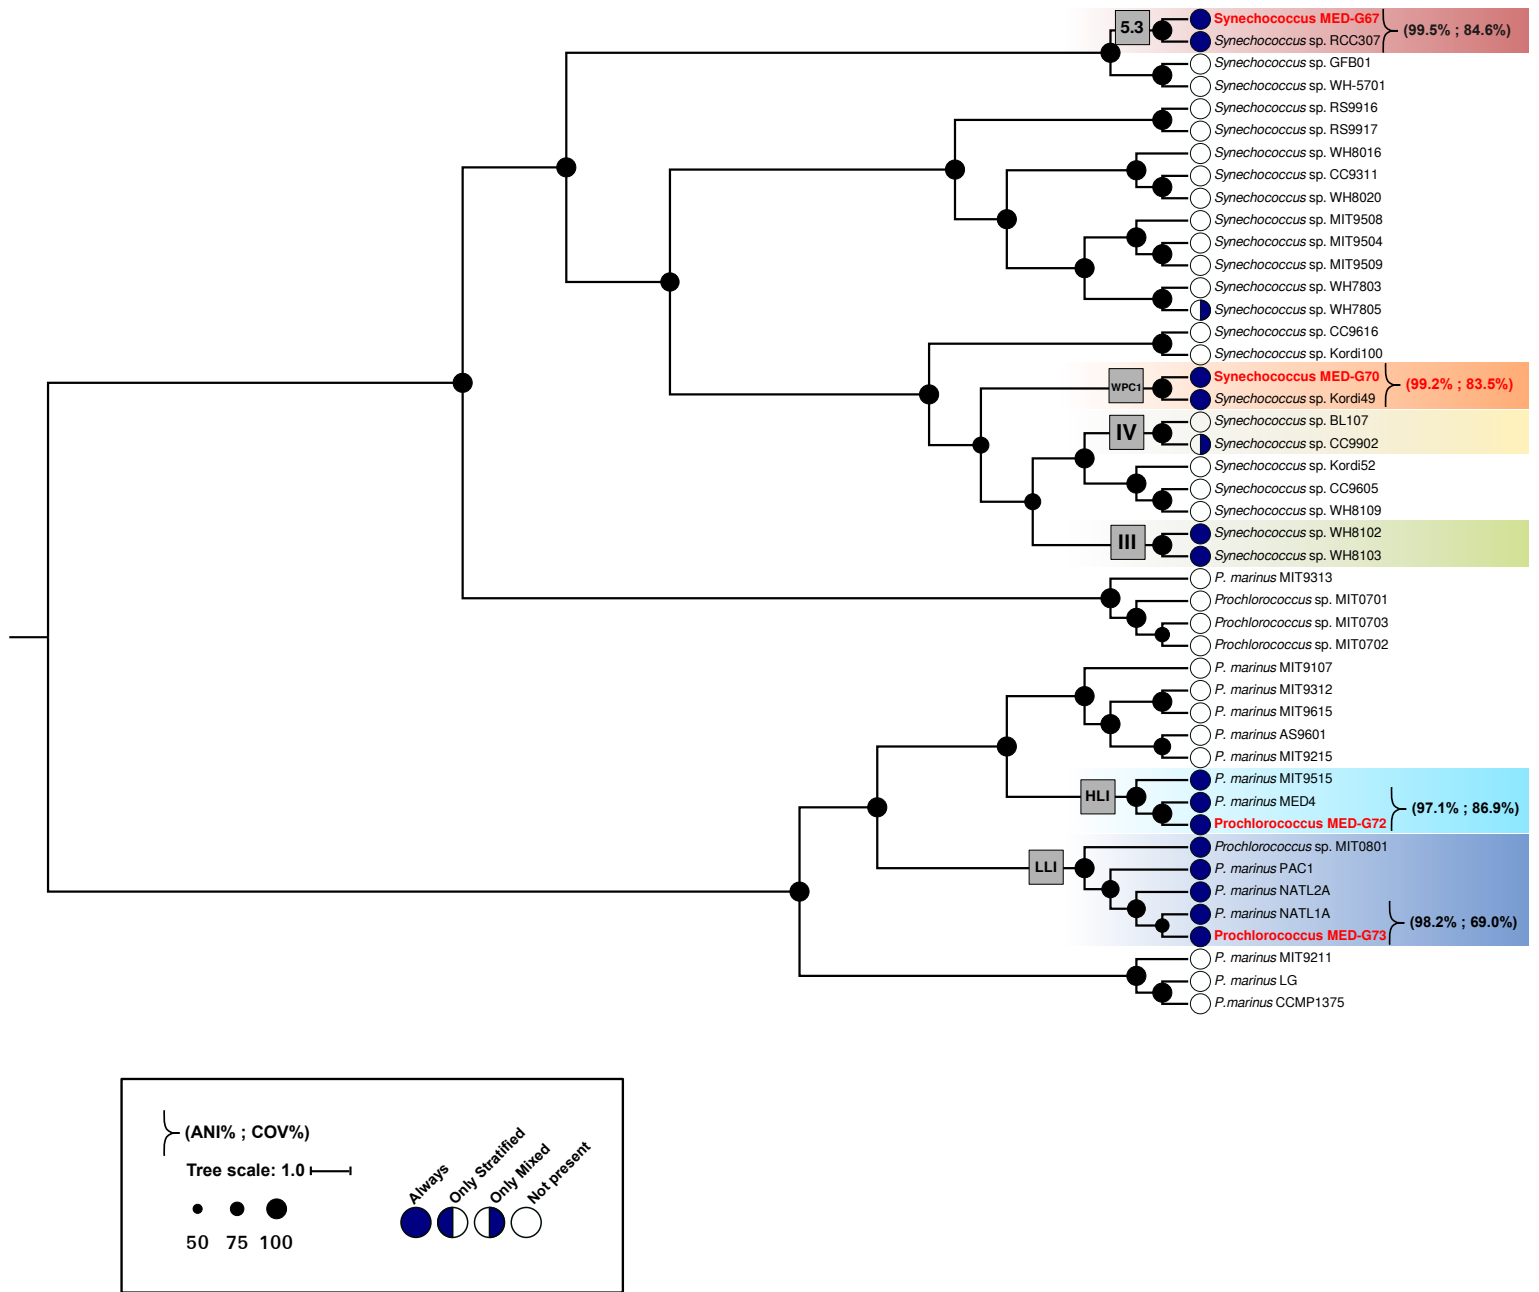 5.3
Synechococcus MED-G67
(99.5% ; 84.6%)
Synechococcus sp. RCC307
Synechococcus sp. GFB01
Synechococcus sp. WH-5701
Synechococcus sp. RS9916
Synechococcus sp. RS9917
Synechococcus sp. WH8016
Synechococcus sp. CC9311
Synechococcus sp. WH8020
Synechococcus sp. MIT9508
Synechococcus sp. MIT9504
Synechococcus sp. MIT9509
Synechococcus sp. WH7803
Synechococcus sp. WH7805
Synechococcus sp. CC9616
Synechococcus sp. Kordi100
WPC1
Synechococcus MED-G70
(99.2% ; 83.5%)
Synechococcus sp. Kordi49
IV
Synechococcus sp. BL107
Synechococcus sp. CC9902
Synechococcus sp. Kordi52
Synechococcus sp. CC9605
Synechococcus sp. WH8109
III
Synechococcus sp. WH8102
Synechococcus sp. WH8103
P. marinus MIT9313
Prochlorococcus sp. MIT0701
Prochlorococcus sp. MIT0703
Prochlorococcus sp. MIT0702
P. marinus MIT9107
P. marinus MIT9312
P. marinus MIT9615
P. marinus AS9601
P. marinus MIT9215
HLI
P. marinus MIT9515
P. marinus MED4
(97.1% ; 86.9%)
Prochlorococcus MED-G72
LLI
Prochlorococcus sp. MIT0801
P. marinus PAC1
P. marinus NATL2A
P. marinus NATL1A
(98.2% ; 69.0%)
Prochlorococcus MED-G73
P. marinus MIT9211
P. marinus LG
P.marinus CCMP1375
(ANI% ; COV%)
Tree scale: 1.0
50 75 100
Always
Only Stratified
Only Mixed
Not present